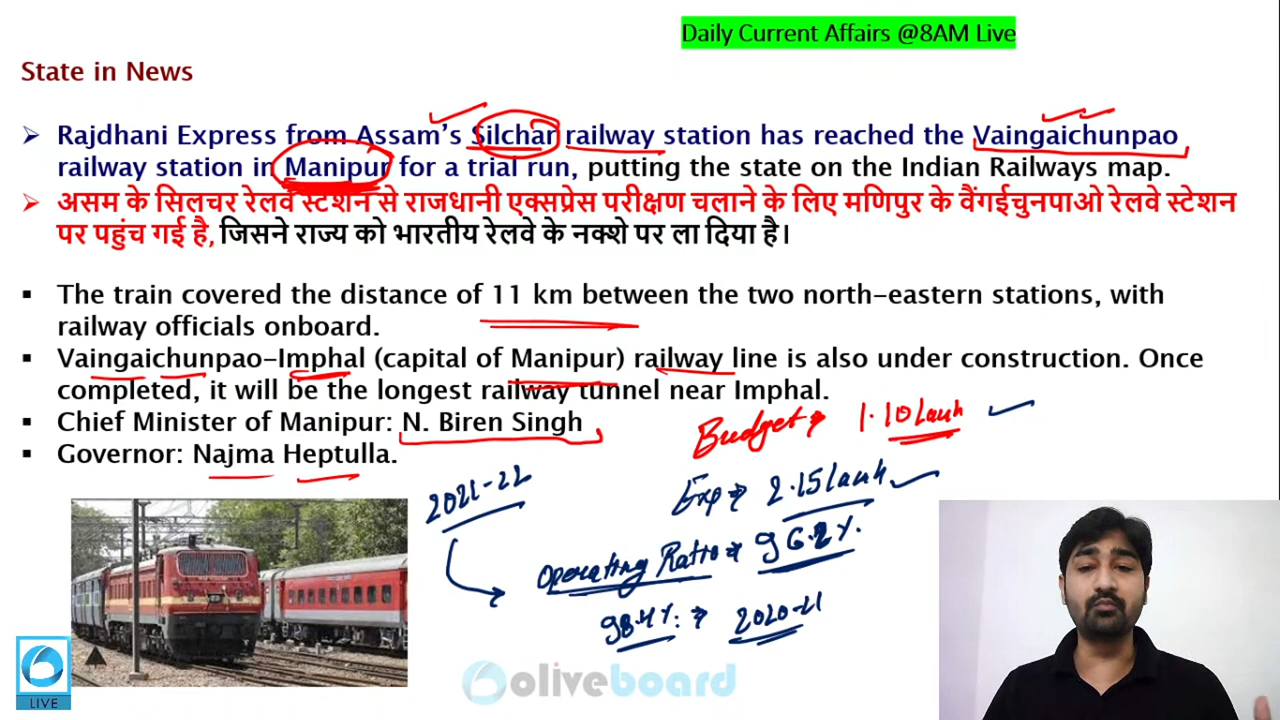 Daily Current Affairs @8AM Live
State in News
➢ Rajdhani Express from Assam's Silchar railway station has reached the Vaingaichunpao
railway station in Manipur for a trial run, putting the state on the Indian Railways map.
➢ असम के सिलचर रेलवे स्टेशन से राजधानी एक्सप्रेस परीक्षण चलाने के लिए मणिपुर के वैंगईचुनपाओ रेलवे स्टेशन
पर पहुंच गई है, जिसने राज्य को भारतीय रेलवे के नक्शे पर ला दिया है।
▪ The train covered the distance of 11 km between the two north-eastern stations, with
railway officials onboard.
▪ Vaingaichunpao-Imphal (capital of Manipur) railway line is also under construction. Once
completed, it will be the longest railway tunnel near Imphal.
▪ Chief Minister of Manipur: N. Biren Singh
▪ Governor: Najma Heptulla.
Budget → 1.10 Lakh
2021-22
Exp → 2.15 Lakh
Operating Ratio → 96.2%.
→ 2020-21
LIVE
oliveboard